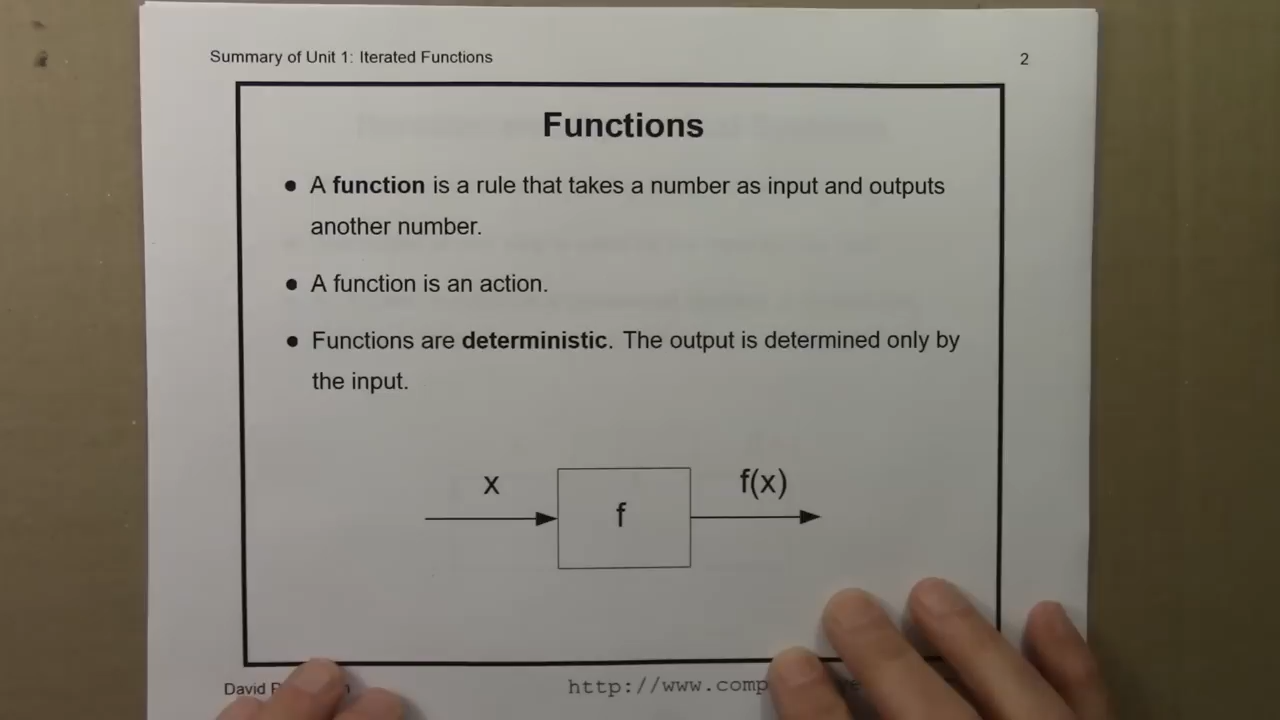 Summary of Unit 1: Iterated Functions
2
Functions
• A function is a rule that takes a number as input and outputs
another number.
• A function is an action.
• Functions are deterministic. The output is determined only by
the input.
x
f
f(x)
David
http://www.comp